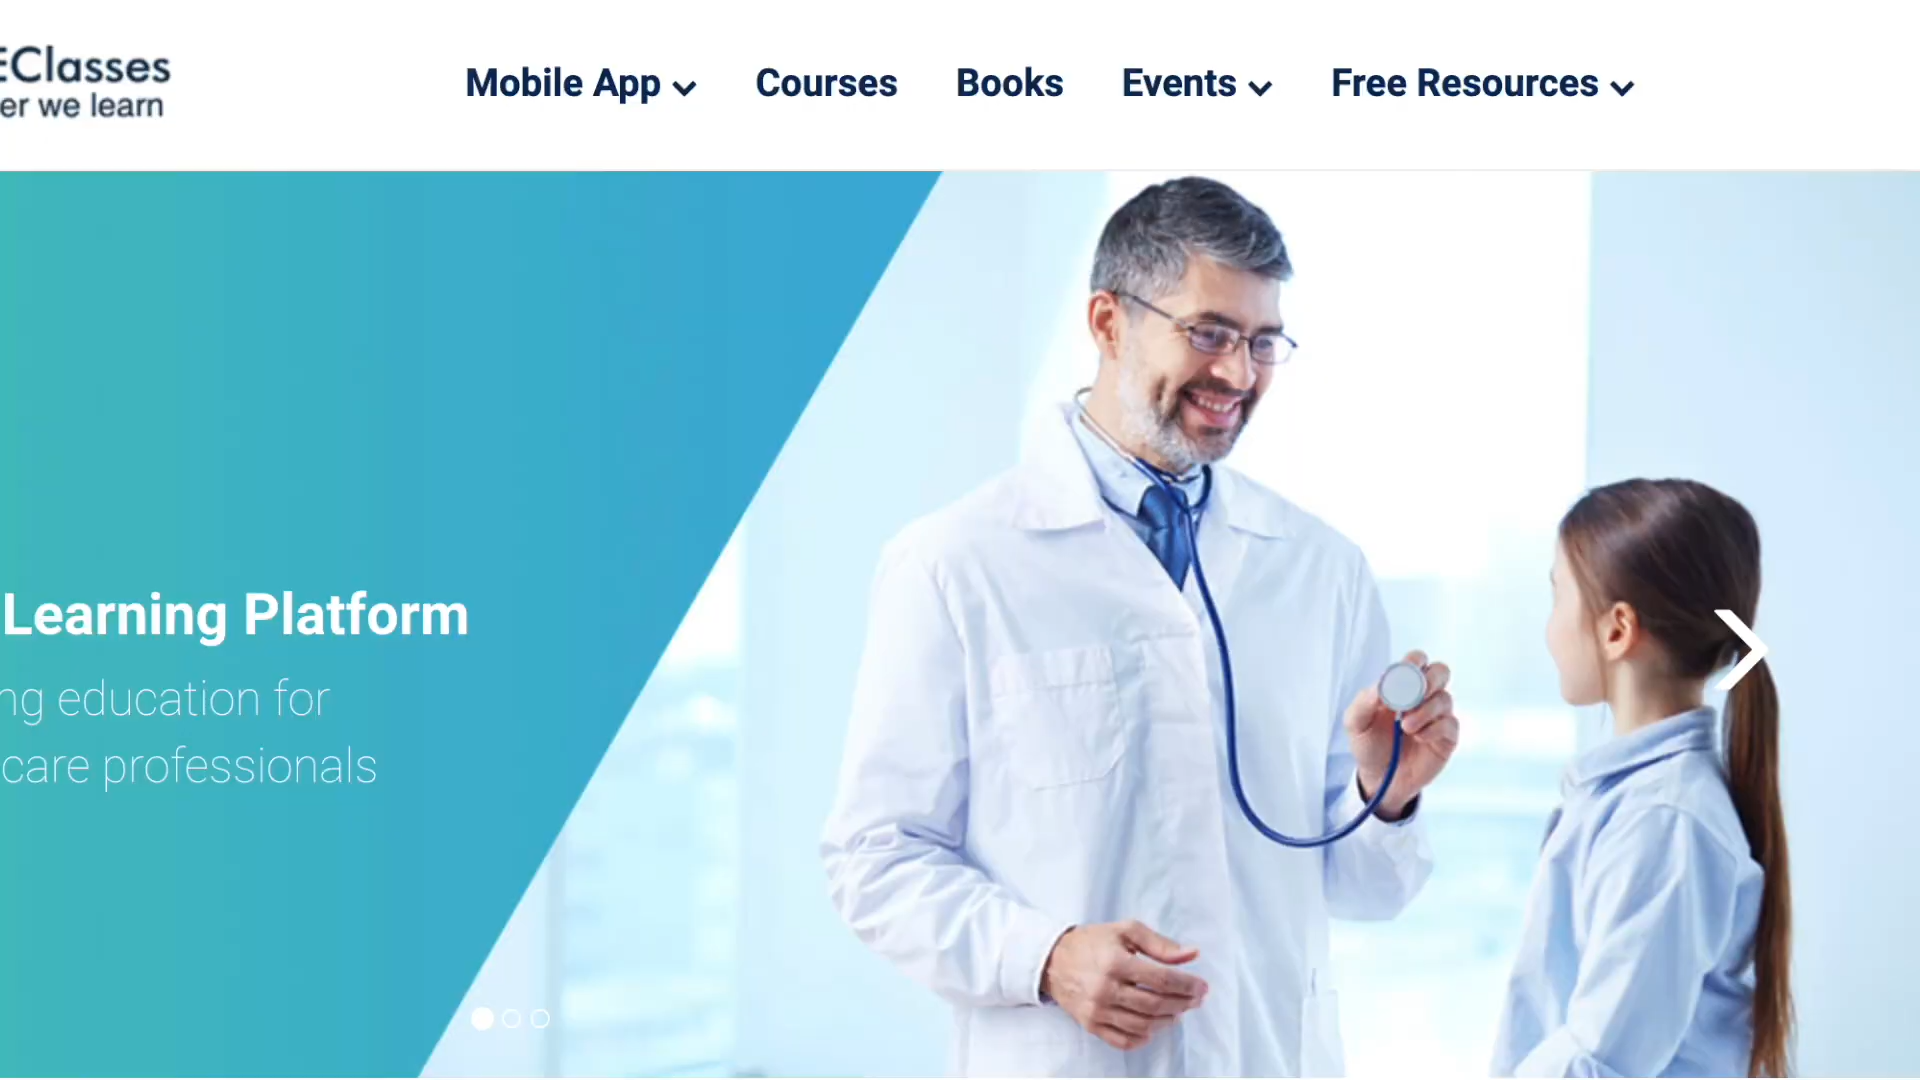 EClasses
er we learn
Mobile App
Courses
Books
Events
Free Resources
Learning Platform
ng education for
care professionals